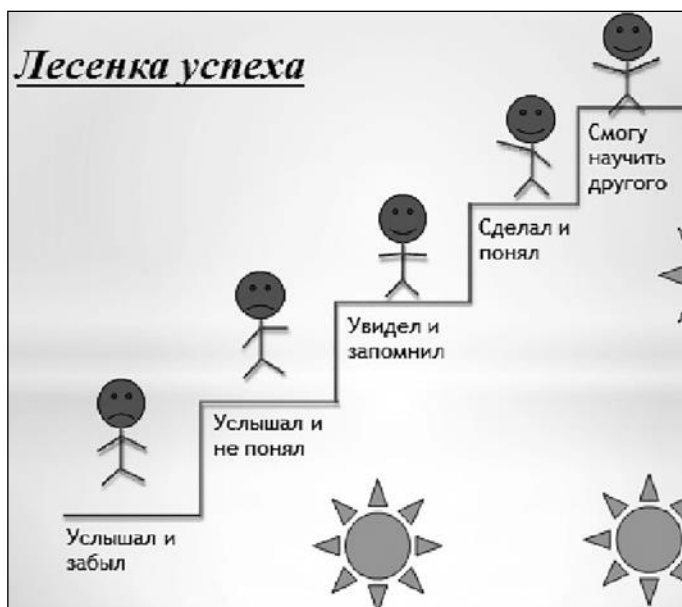 Лесенка успеха
Смогу
научить
другого
Сделал и
понял
Увидел и
запомнил
Услышал и
не понял
Услышал и
забыл